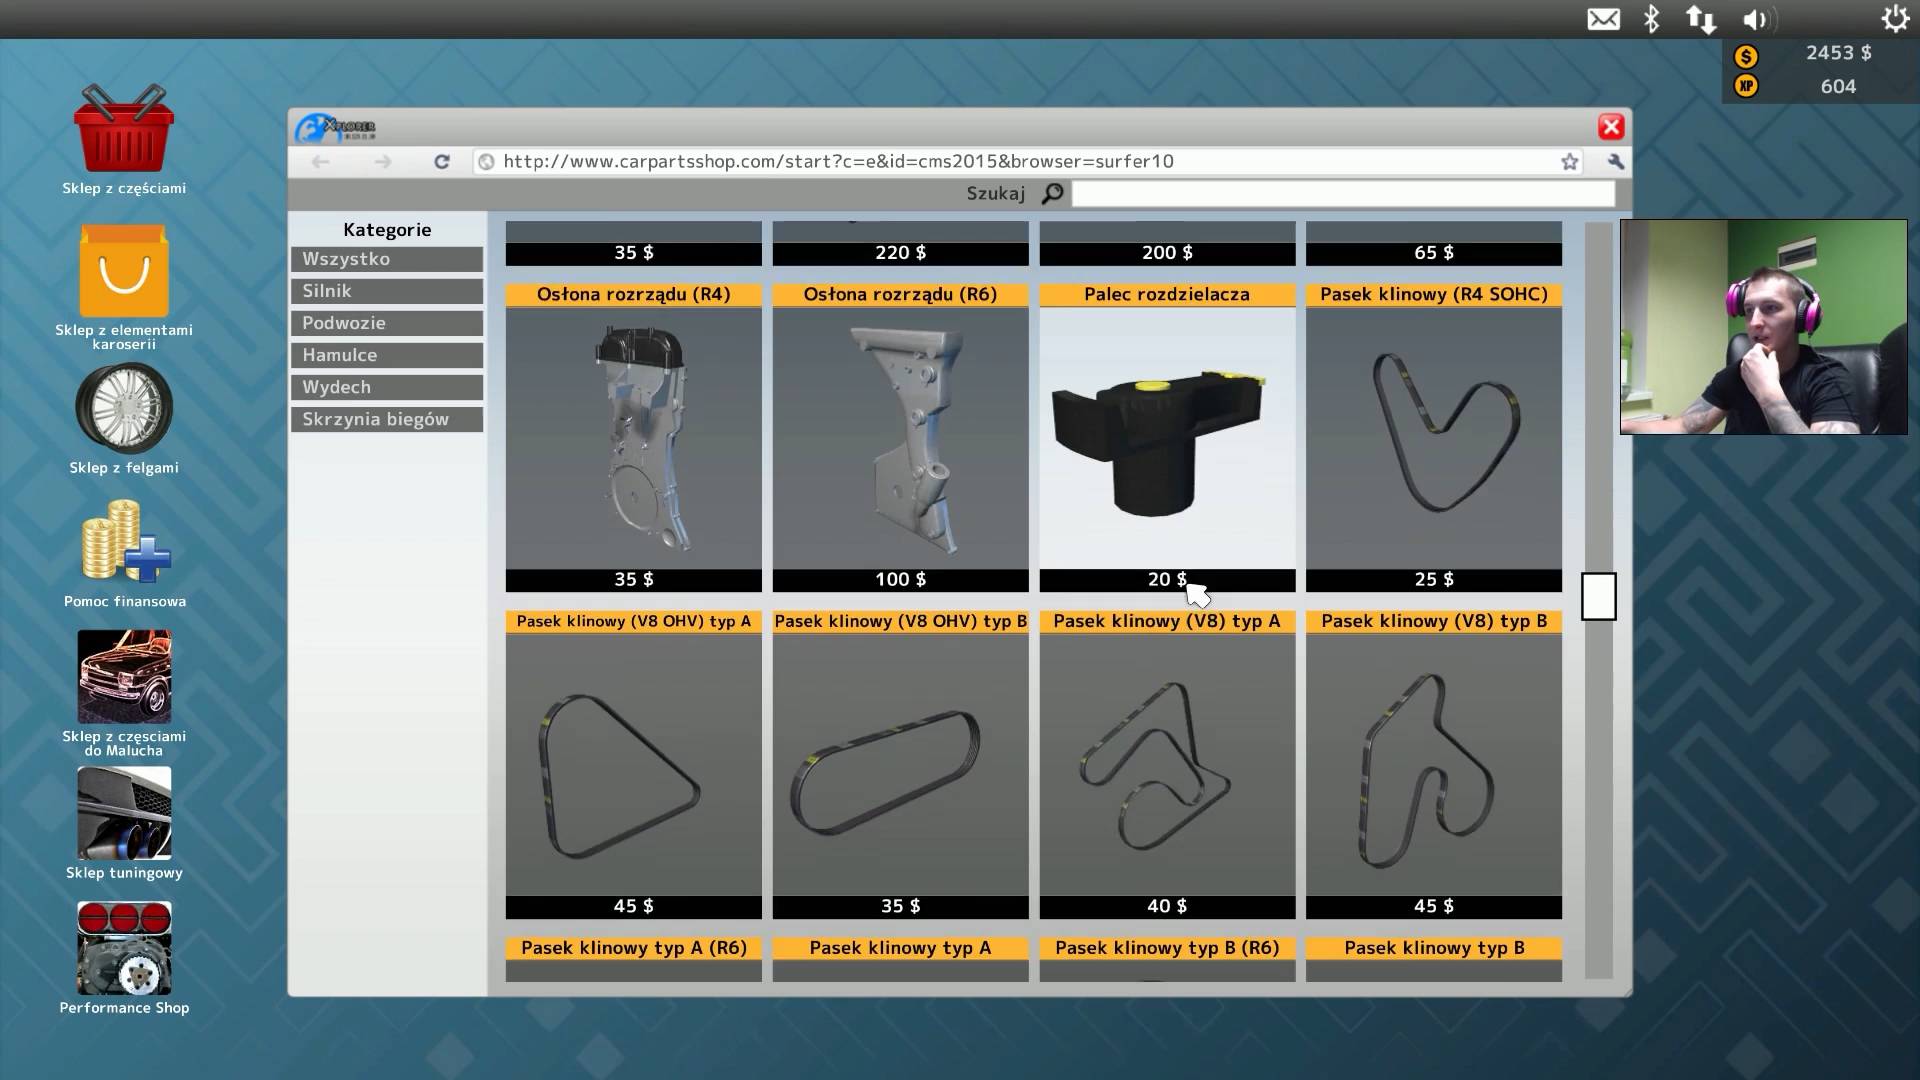 2453 $
XP
604
Sklep z częściami
Sklep z elementami
karoserii
Sklep z felgami
Pomoc finansowa
Sklep z częsciami
do Malucha
Sklep tuningowy
Performance Shop
XPLORER
http://www.carpartsshop.com/start?c=e&id=cms2015&browser=surfer10
Szukaj
Kategorie
Wszystko
Silnik
Podwozie
Hamulce
Wydech
Skrzynia biegów
35 $ 220 $ 200 $ 65 $
Osłona rozrządu (R4) Osłona rozrządu (R6) Palec rozdzielacza Pasek klinowy (R4 SOHC)
35 $ 100 $ 20 $ 25 $
Pasek klinowy (V8 OHV) typ A Pasek klinowy (V8 OHV) typ B Pasek klinowy (V8) typ A Pasek klinowy (V8) typ B
45 $ 35 $ 40 $ 45 $
Pasek klinowy typ A (R6) Pasek klinowy typ A Pasek klinowy typ B (R6) Pasek klinowy typ B